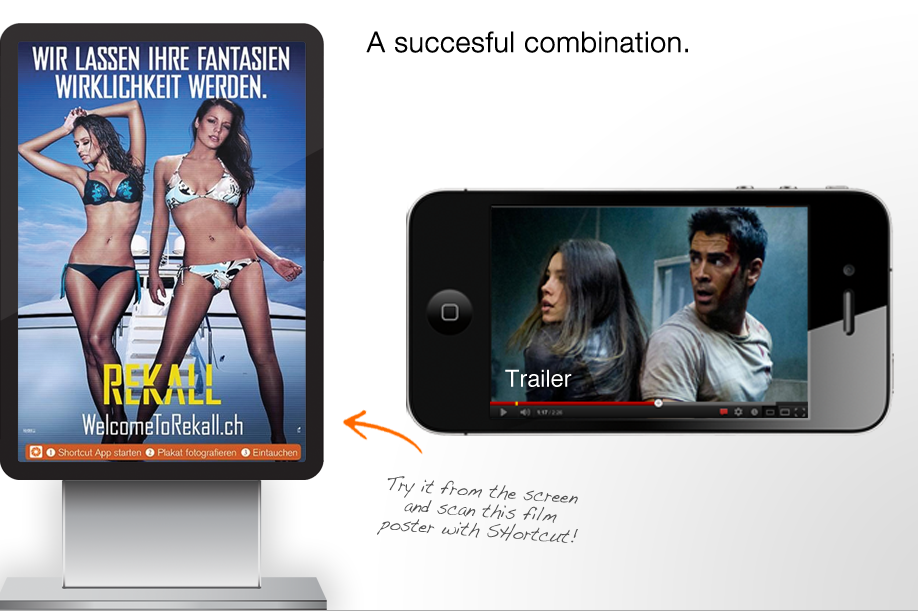 A succesful combination.
WIR LASSEN IHRE FANTASIEN
WIRKLICHKEIT WERDEN.
REKALL
WelcomeToRekall.ch
1 Shortcut App starten 2 Plakat fotografieren 3 Eintauchen
Trailer
1:17 / 2:26
Try it from the screen
and scan this film
poster with SHortcut!